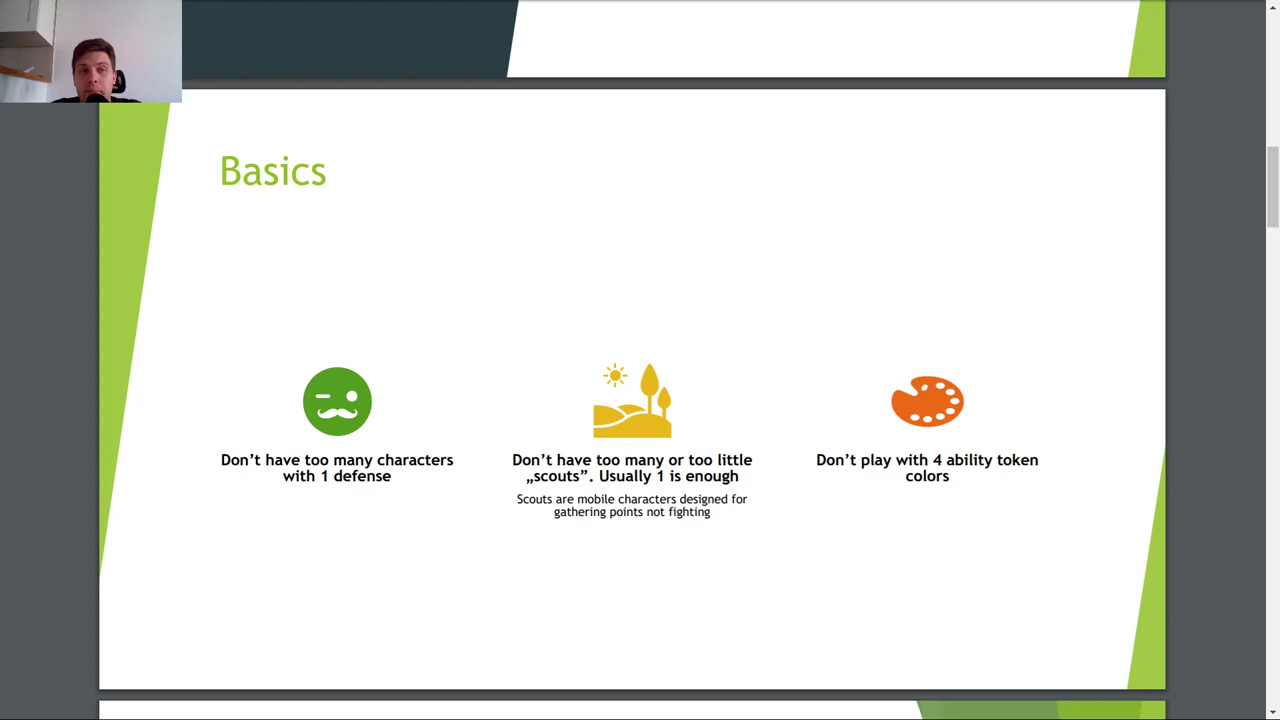 Basics
Don’t have too many characters
with 1 defense
Don’t have too many or too little
„scouts”. Usually 1 is enough
Scouts are mobile characters designed for
gathering points not fighting
Don’t play with 4 ability token
colors